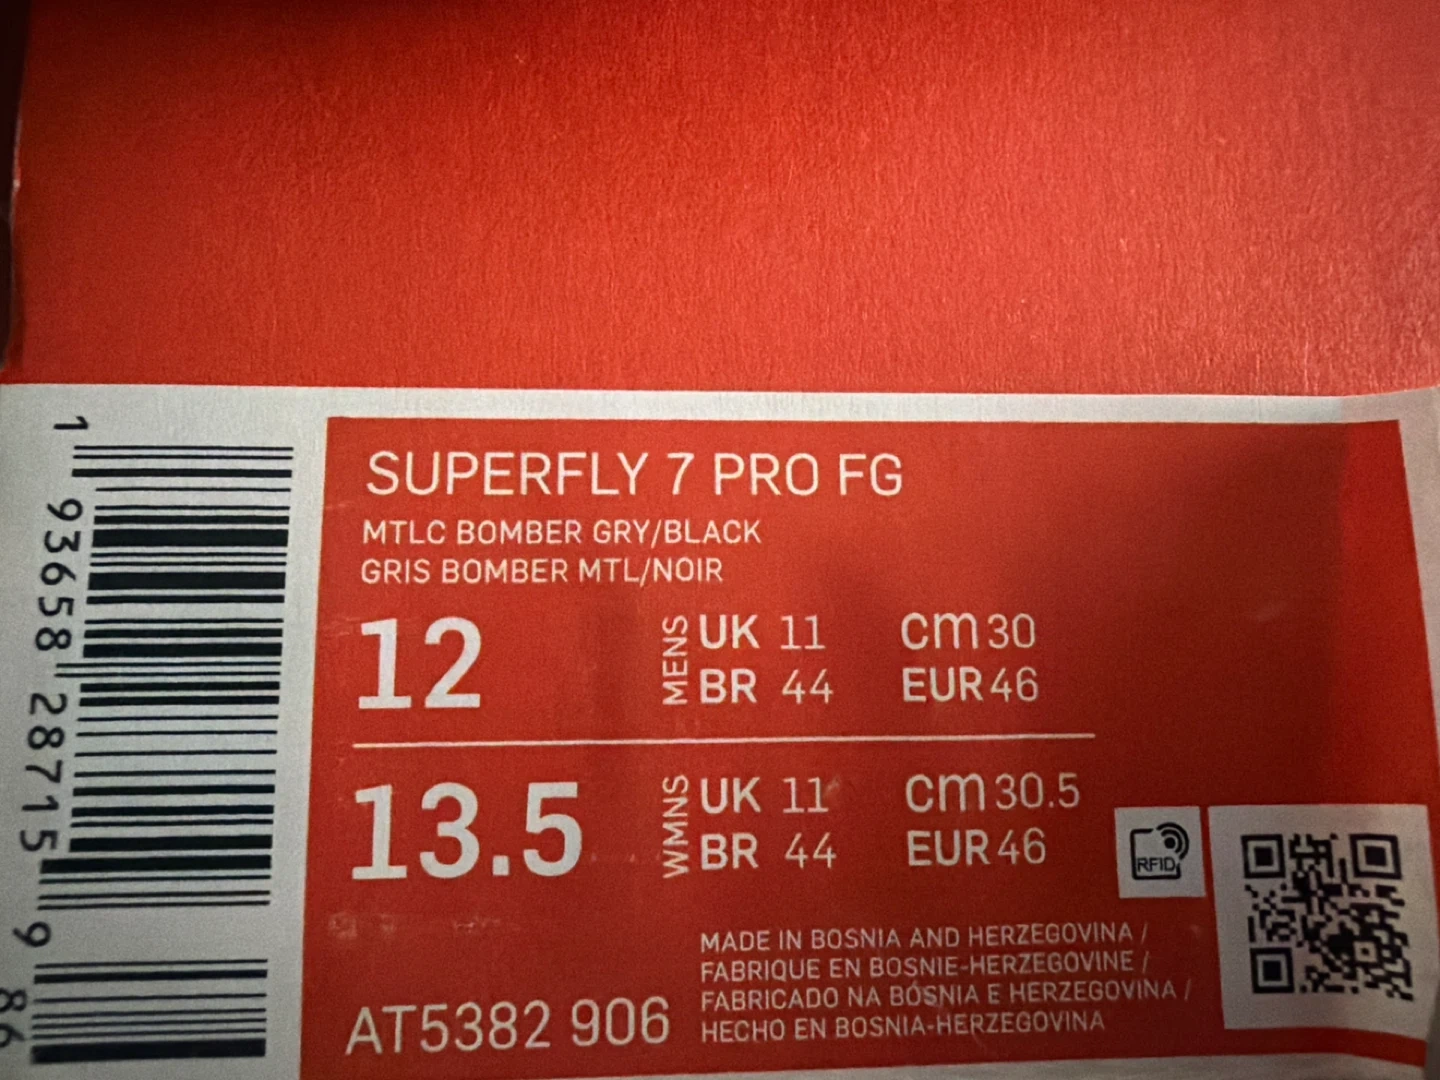 SUPERFLY 7 PRO FG
MTLC BOMBER GRY/BLACK
GRIS BOMBER MTL/NOIR
12
MENS
UK 11
cm 30
BR 44
EUR 46
13.5
WMNS
UK 11
cm 30.5
BR 44
EUR 46
RFID
MADE IN BOSNIA AND HERZEGOVINA /
FABRIQUE EN BOSNIE-HERZEGOVINE /
FABRICADO NA BÓSNIA E HERZEGOVINA /
HECHO EN BOSNIA-HERZEGOVINA
AT5382 906
1 93658 28715 9
86